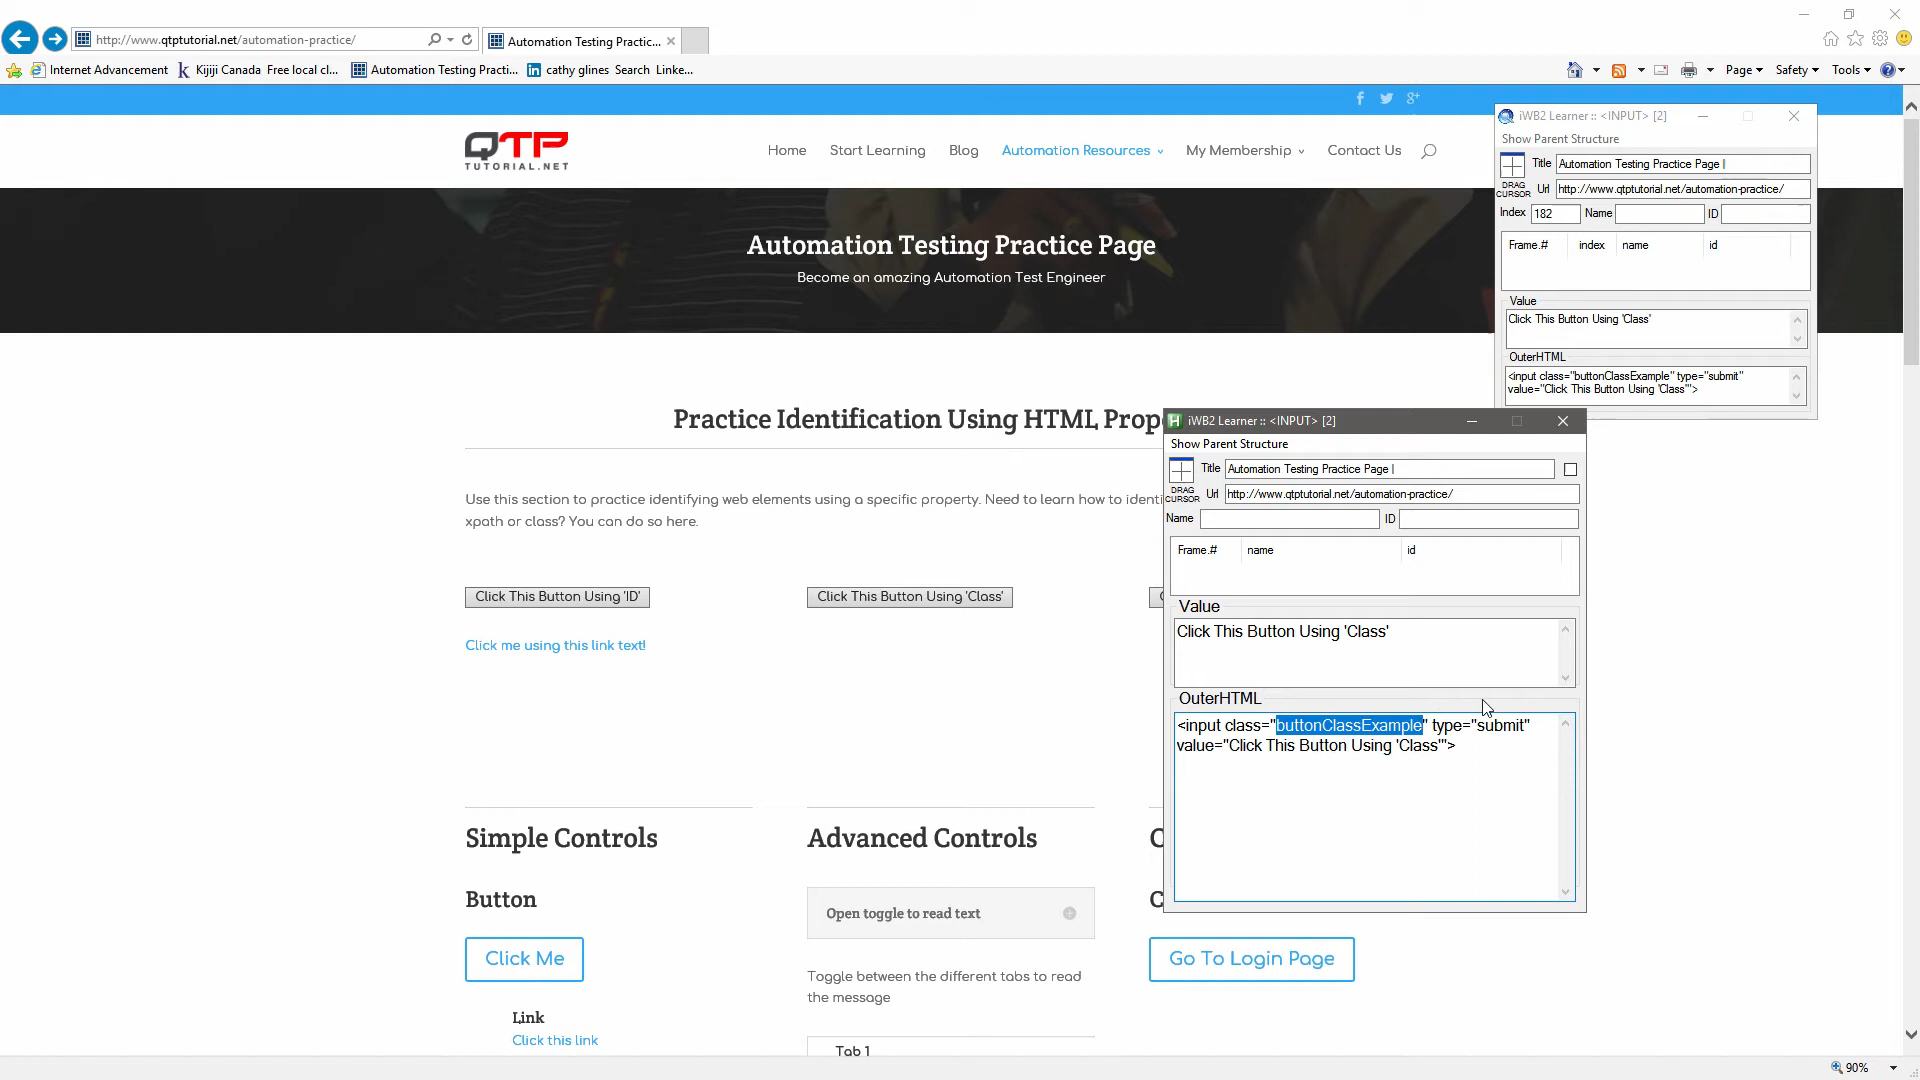 http://www.qtptutorial.net/automation-practice/
Automation Testing Practic...
Internet Advancement
Kijiji Canada Free local cl...
Automation Testing Practi...
cathy glines Search Linke...
Page
Safety
Tools
QTP
TUTORIAL.NET
Home
Start Learning
Blog
Automation Resources
My Membership
Contact Us
Automation Testing Practice Page
Become an amazing Automation Test Engineer
Practice Identification Using HTML Prop
Use this section to practice identifying web elements using a specific property. Need to learn how to identi
xpath or class? You can do so here.
Click This Button Using 'ID'
Click This Button Using 'Class'
Click me using this link text!
Simple Controls
Advanced Controls
Button
Click Me
Link
Click this link
Open toggle to read text
Toggle between the different tabs to read
the message
Tab 1
Go To Login Page
iWB2 Learner :: <INPUT> [2]
Show Parent Structure
DRAG
CURSOR
Title Automation Testing Practice Page |
Url http://www.qtptutorial.net/automation-practice/
Index 182 Name ID
Frame.# index name id
Value
Click This Button Using 'Class'
OuterHTML
<input class="buttonClassExample" type="submit"
value="Click This Button Using 'Class'">
iWB2 Learner :: <INPUT> [2]
Show Parent Structure
DRAG
CURSOR
Title Automation Testing Practice Page |
Url http://www.qtptutorial.net/automation-practice/
Name ID
Frame.# name id
Value
Click This Button Using 'Class'
OuterHTML
<input class="buttonClassExample" type="submit"
value="Click This Button Using 'Class'">
90%